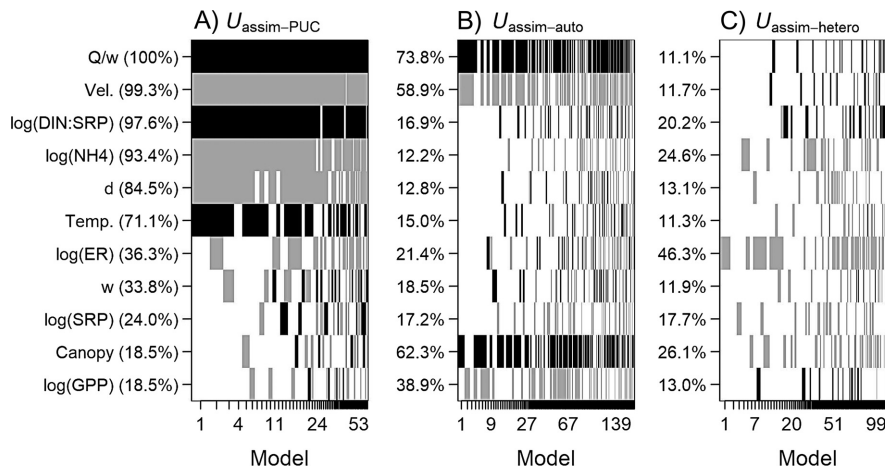 A) Uassim−PUC B) Uassim−auto C) Uassim−hetero
Q/w (100%) 73.8% 11.1%
Vel. (99.3%) 58.9% 11.7%
log(DIN:SRP) (97.6%) 16.9% 20.2%
log(NH4) (93.4%) 12.2% 24.6%
d (84.5%) 12.8% 13.1%
Temp. (71.1%) 15.0% 11.3%
log(ER) (36.3%) 21.4% 46.3%
w (33.8%) 18.5% 11.9%
log(SRP) (24.0%) 17.2% 17.7%
Canopy (18.5%) 62.3% 26.1%
log(GPP) (18.5%) 38.9% 13.0%
1 4 11 24 53 1 9 27 67 139 1 7 20 51 99
Model Model Model